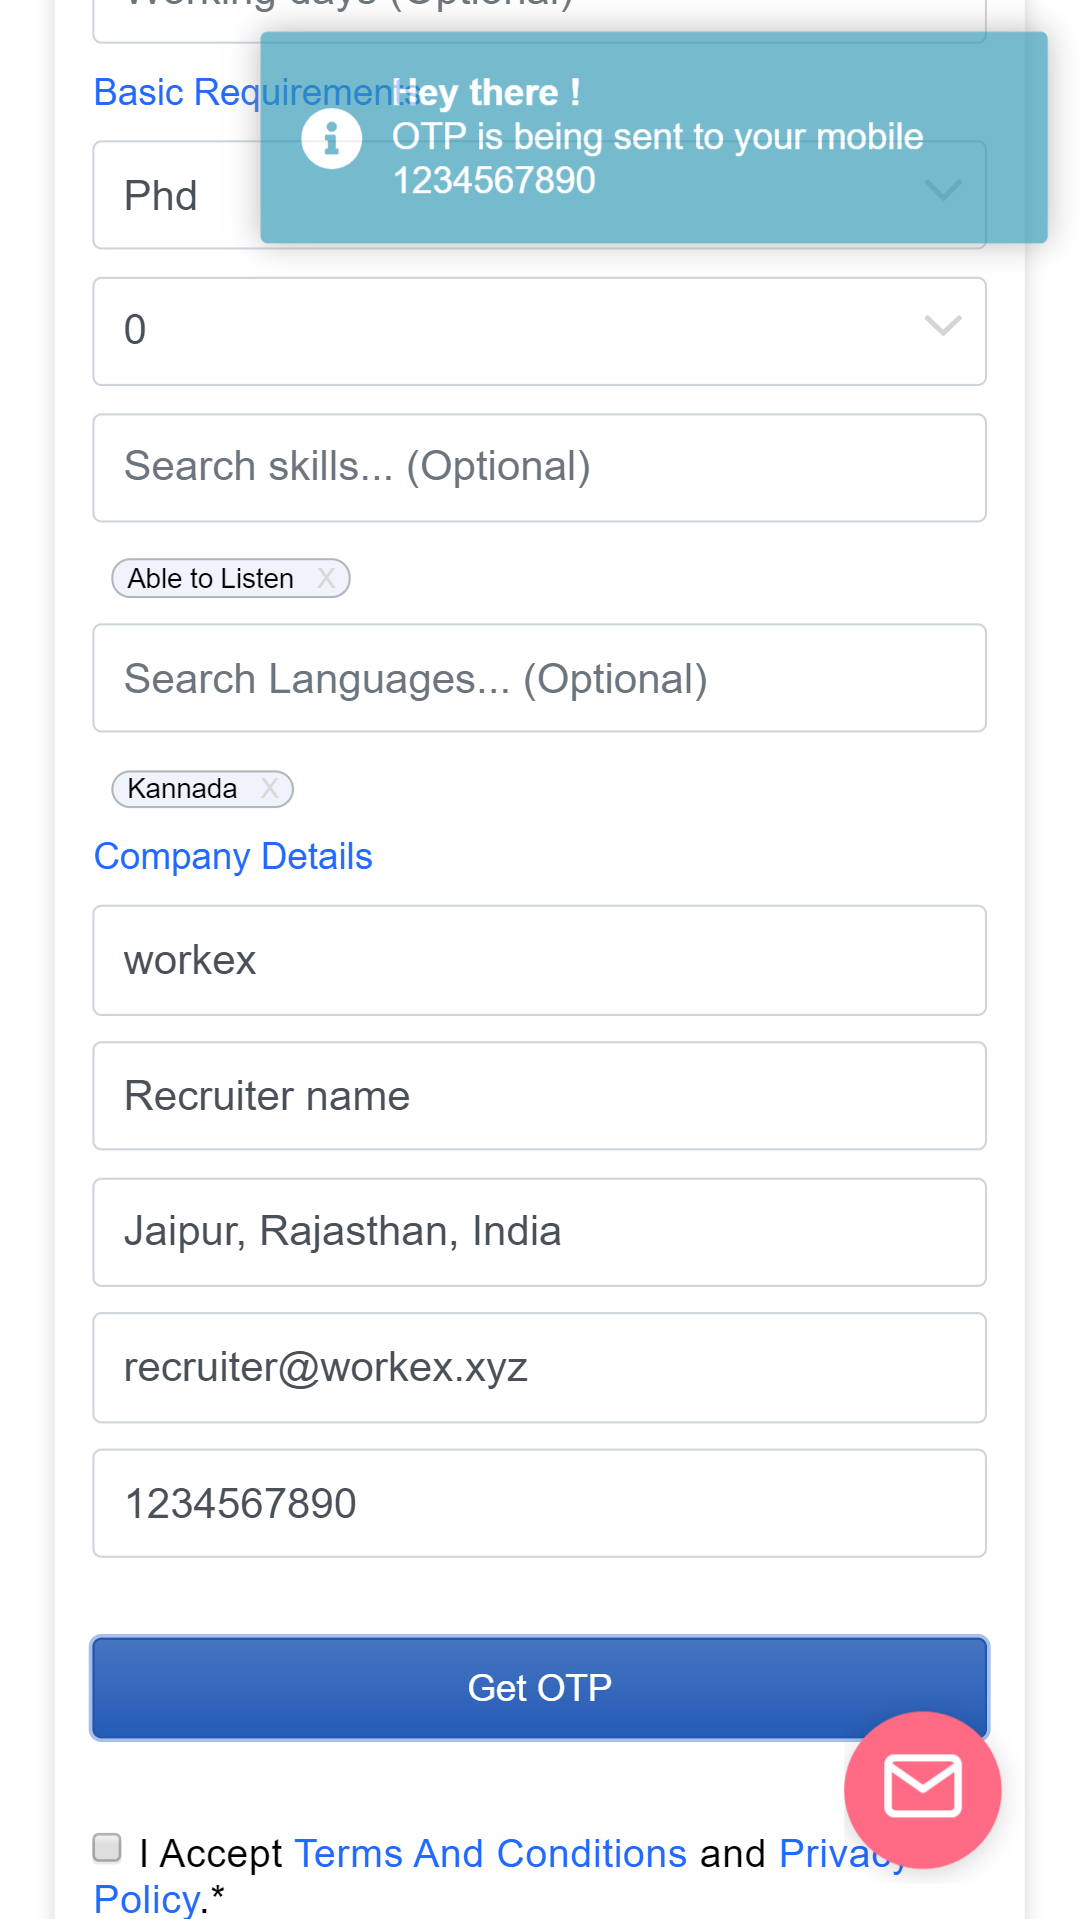 Working days (Optional)
Hey there !
OTP is being sent to your mobile
1234567890
Basic Requirements
Phd
0
Search skills... (Optional)
Able to Listen X
Search Languages... (Optional)
Kannada X
Company Details
workex
Recruiter name
Jaipur, Rajasthan, India
recruiter@workex.xyz
1234567890
Get OTP
I Accept Terms And Conditions and Privacy
Policy.*